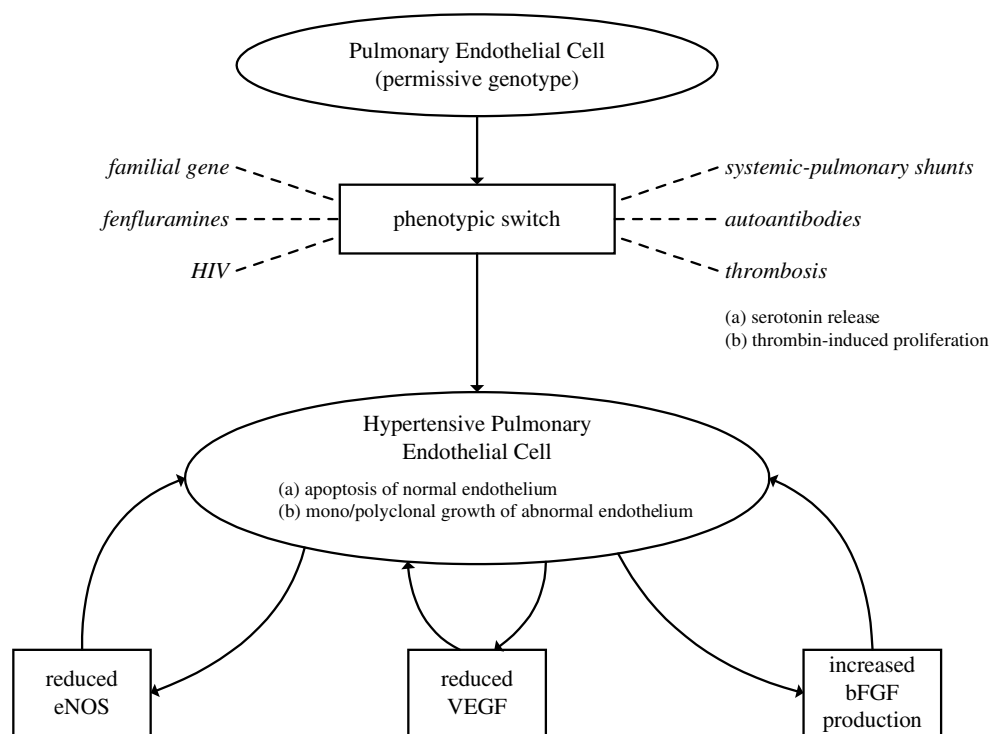 Pulmonary Endothelial Cell
(permissive genotype)
familial gene
fenfluramines
HIV
phenotypic switch
systemic-pulmonary shunts
autoantibodies
thrombosis
(a) serotonin release
(b) thrombin-induced proliferation
Hypertensive Pulmonary
Endothelial Cell
(a) apoptosis of normal endothelium
(b) mono/polyclonal growth of abnormal endothelium
reduced
eNOS
reduced
VEGF
increased
bFGF
production